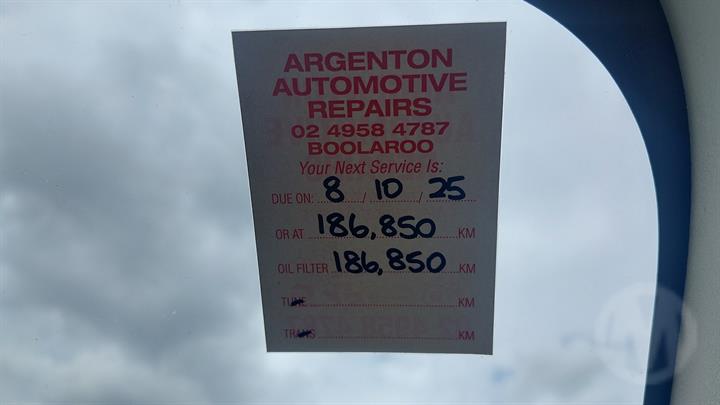 ARGENTON
AUTOMOTIVE
REPAIRS
02 4958 4787
BOOLAROO
Your Next Service Is:
DUE ON: 8 / 10 / 25
OR AT 186,850 KM
OIL FILTER 186,850 KM
TUNE KM
TRANS KM